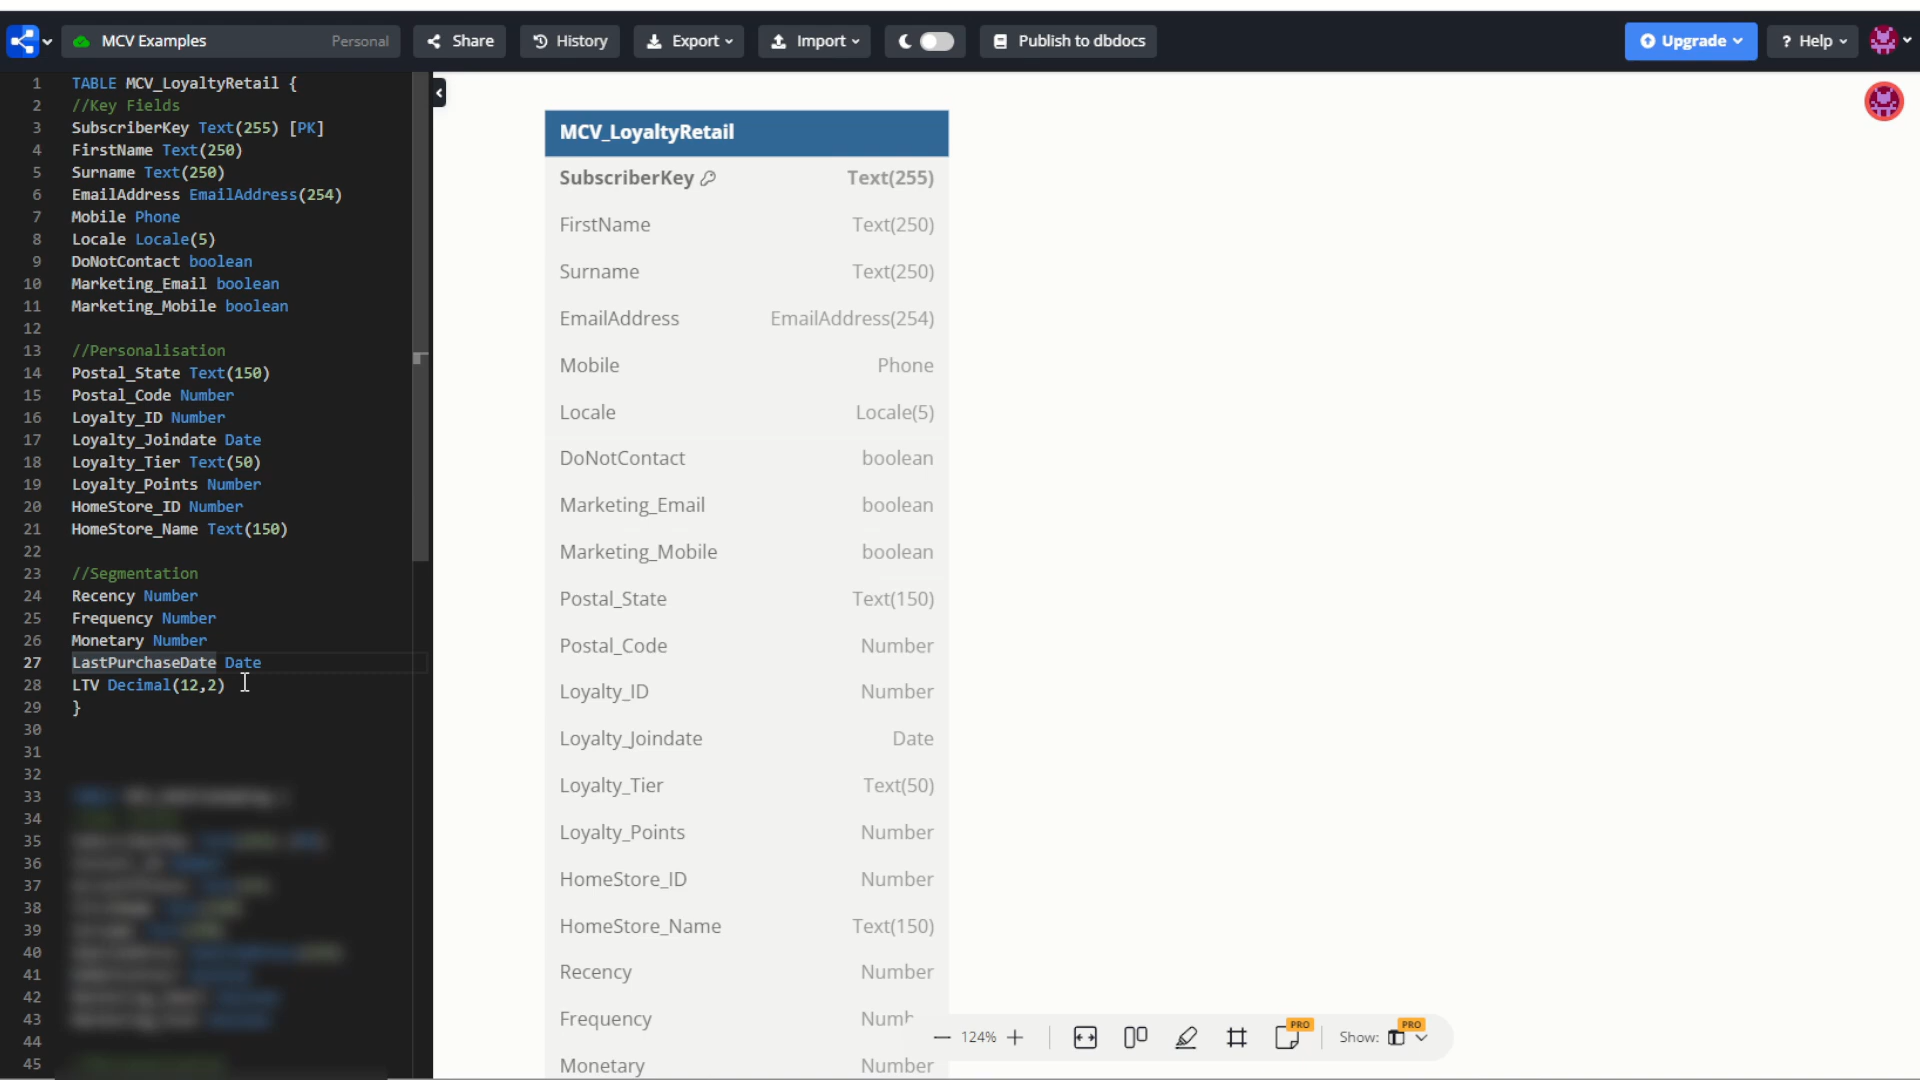 MCV Examples Personal Share History Export Import Publish to dbdocs Upgrade ? Help
1 TABLE MCV_LoyaltyRetail {
2 //Key Fields
3 SubscriberKey Text(255) [PK]
4 FirstName Text(250)
5 Surname Text(250)
6 EmailAddress EmailAddress(254)
7 Mobile Phone
8 Locale Locale(5)
9 DoNotContact boolean
10 Marketing_Email boolean
11 Marketing_Mobile boolean
12
13 //Personalisation
14 Postal_State Text(150)
15 Postal_Code Number
16 Loyalty_ID Number
17 Loyalty_Joindate Date
18 Loyalty_Tier Text(50)
19 Loyalty_Points Number
20 HomeStore_ID Number
21 HomeStore_Name Text(150)
22
23 //Segmentation
24 Recency Number
25 Frequency Number
26 Monetary Number
27 LastPurchaseDate Date
28 LTV Decimal(12,2)
29 }
30
31
32
33
34
35
36
37
38
39
40
41
42
43
44
45
MCV_LoyaltyRetail
SubscriberKey Text(255)
FirstName Text(250)
Surname Text(250)
EmailAddress EmailAddress(254)
Mobile Phone
Locale Locale(5)
DoNotContact boolean
Marketing_Email boolean
Marketing_Mobile boolean
Postal_State Text(150)
Postal_Code Number
Loyalty_ID Number
Loyalty_Joindate Date
Loyalty_Tier Text(50)
Loyalty_Points Number
HomeStore_ID Number
HomeStore_Name Text(150)
Recency Number
Frequency Numb
Monetary
124% PRO Show: PRO